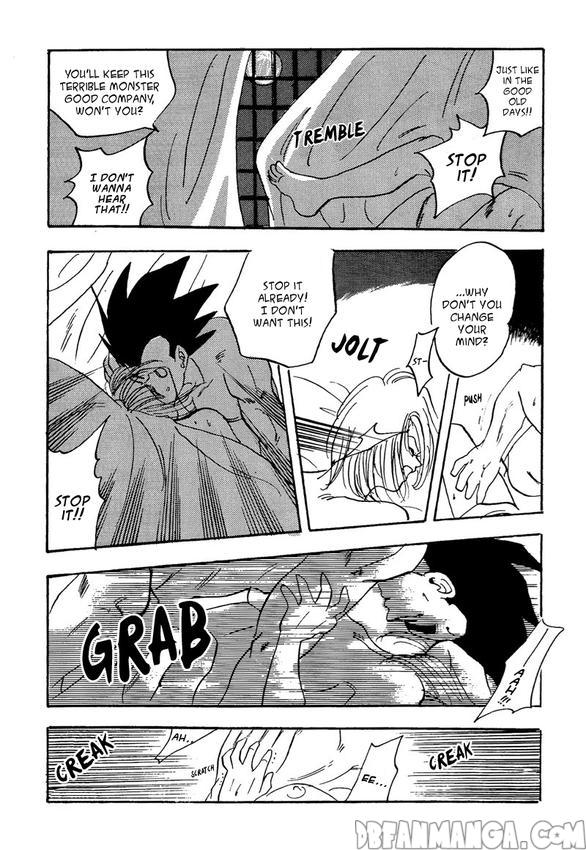 JUST LIKE
IN THE
GOOD
OLD
DAYS!!
STOP
IT!
TREMBLE
YOU'LL KEEP THIS
TERRIBLE MONSTER
GOOD COMPANY,
WON'T YOU?
I DON'T
WANNA
HEAR
THAT!!
...WHY
DON'T YOU
CHANGE
YOUR
MIND?
PUSH
ST-
JOLT
STOP IT
ALREADY!
I DON'T
WANT THIS!
STOP
IT!!
GRAB
AAH!!!
CREAK
EE...
SCRATCH
AH..
CREAK
DBFANMANGA.COM